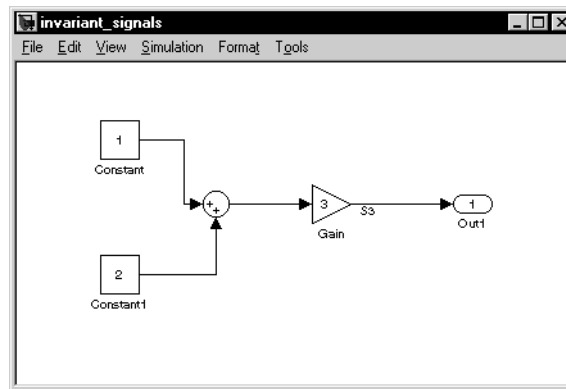 invariant_signals
File Edit View Simulation Format Tools
1
Constant
+
+
3
S3
Gain
1
Out1
2
Constant1